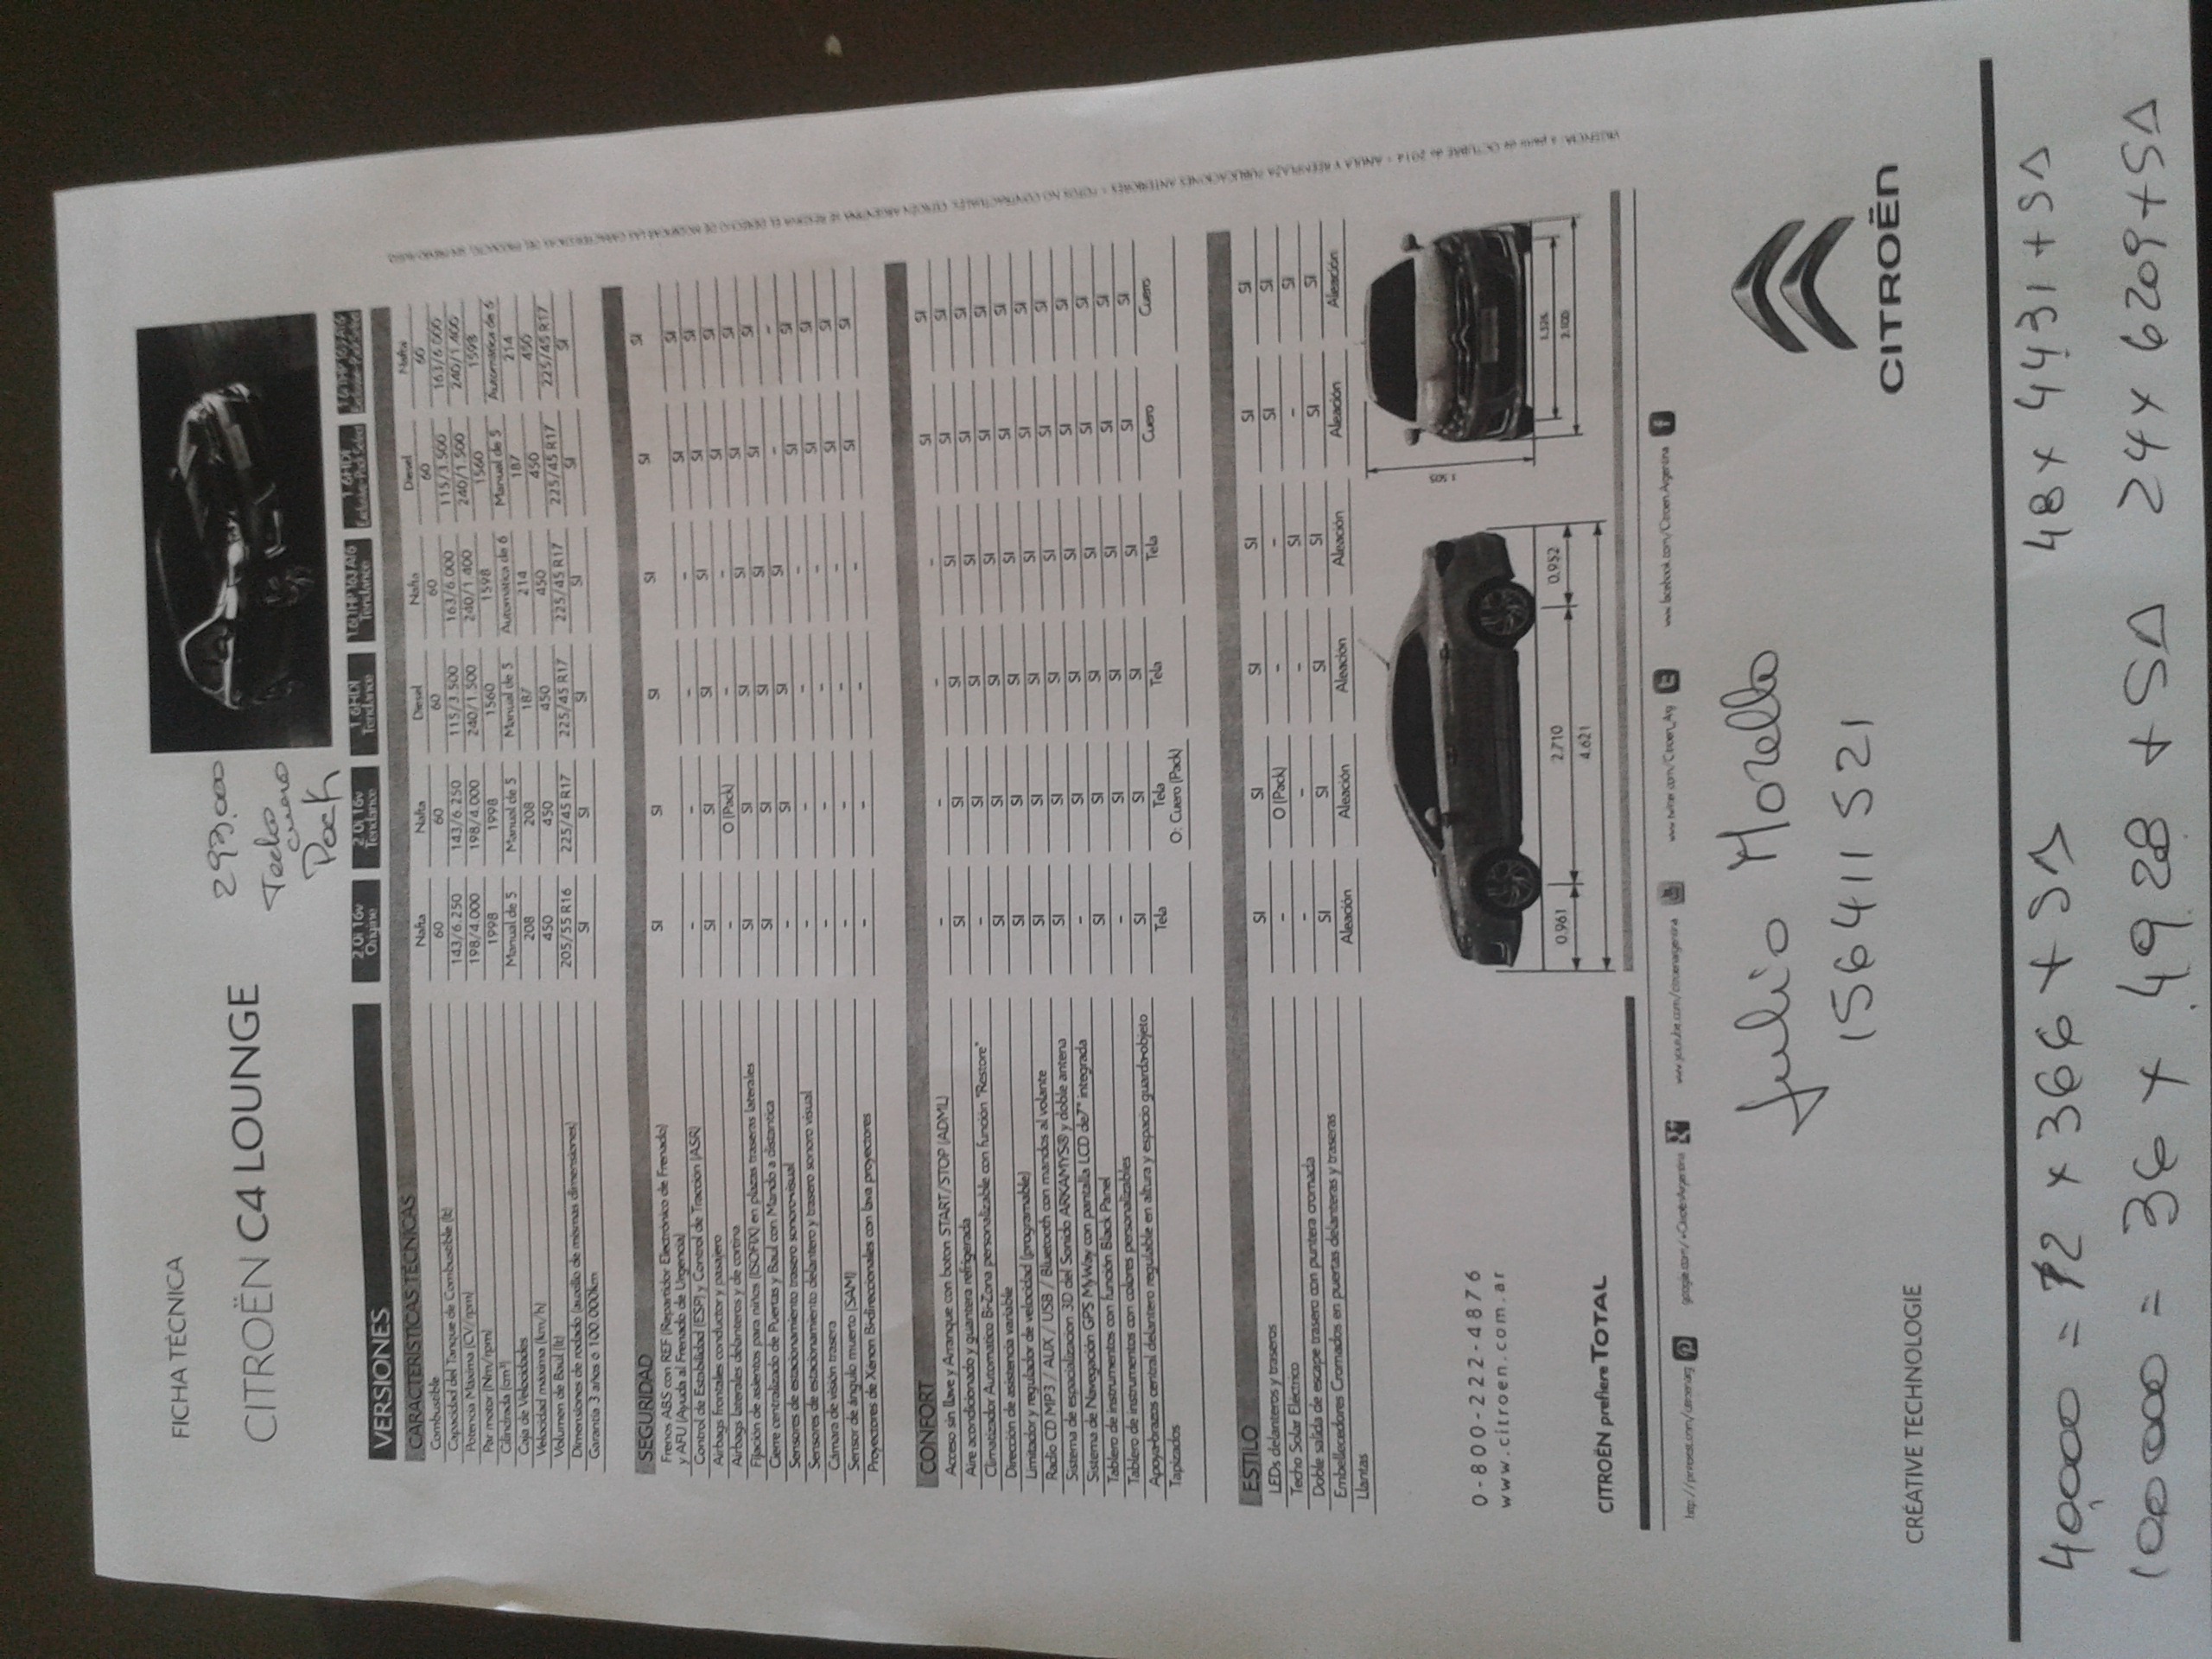 FICHA TÉCNICA
CITROËN C4 LOUNGE
293.000
Techo
cuero
Pack
VERSIONES 2.0i 16v Origine 2.0i 16v Tendance 1.6HDI Tendance 1.6i THP 163 AT6 Tendance 1.6HDI Exclusive-Pack Select 1.6i THP 163 AT6 Exclusive-Pack Select
CARACTERÍSTICAS TÉCNICAS
Combustible Nafta Nafta Diesel Nafta Diesel Nafta
Capacidad del Tanque de Combustible (lt) 60 60 60 60 60 60
Potencia Máxima (CV/rpm) 143/6.250 143/6.250 115/3.500 163/6.000 115/3.500 163/6.000
Par motor (Nm/rpm) 198/4.000 198/4.000 240/1.500 240/1.400 240/1.500 240/1.400
Cilindrada (cm³) 1998 1998 1560 1598 1560 1598
Caja de Velocidades Manual de 5 Manual de 5 Manual de 5 Automática de 6 Manual de 5 Automática de 6
Velocidad máxima (km/h) 208 208 187 214 187 214
Volumen de Baúl (lt) 450 450 450 450 450 450
Dimensiones de rodado (auxilio de mismas dimensiones) 205/55 R16 225/45 R17 225/45 R17 225/45 R17 225/45 R17 225/45 R17
Garantía 3 años ó 100.000km SI SI SI SI SI SI
SEGURIDAD
Frenos ABS con REF (Repartidor Electrónico de Frenado) SI SI SI SI SI SI
y AFU (Ayuda al Frenado de Urgencia)
Control de Estabilidad (ESP) y Control de Tracción (ASR) - - - - SI SI
Airbags frontales conductor y pasajero SI SI SI SI SI SI
Airbags laterales delanteros y de cortina - O (Pack) - - SI SI
Fijación de asientos para niños (ISOFIX) en plazas traseras laterales SI SI SI SI SI SI
Cierre centralizado de Puertas y Baul con Mando a distantica SI SI SI SI SI SI
Sensores de estacionamiento trasero sonoro-visual - SI SI SI - -
Sensores de estacionamiento delantero y trasero sonoro visual - - - - SI SI
Cámara de visión trasera - - - - SI SI
Sensor de ángulo muerto (SAM) - - - - SI SI
Proyectores de Xénon Bi-direccionales con lava proyectores - - - - SI SI
CONFORT
Acceso sin llave y Arranque con boton START/STOP (ADML) - - - - SI SI
Aire acondicionado y guantera refrigerada SI SI SI SI SI SI
Climatizador Automatico Bi-Zona personalizable con función "Restore" - SI SI SI SI SI
Dirección de asistencia variable SI SI SI SI SI SI
Limitador y regulador de velocidad (programable) SI SI SI SI SI SI
Radio CD MP3 / AUX / USB / Bluetooth con mandos al volante SI SI SI SI SI SI
Sistema de espacializacion 3D del Sonido ARKAMYS® y doble antena SI SI SI SI SI SI
Sistema de Navegación GPS MyWay con pantalla LCD de7" integrada - SI SI SI SI SI
Tablero de instrumentos con función Black Panel SI SI SI SI SI SI
Tablero de instrumentos con colores personalizables - SI SI SI SI SI
Apoya-brazos central delantero regulable en altura y espacio guarda-objeto SI SI SI SI SI SI
Tapizados Tela Tela Tela Tela Cuero Cuero
O: Cuero (Pack)
ESTILO
LEDs delanteros y traseros SI SI SI SI SI SI
Techo Solar Eléctrico - O (Pack) - - SI SI
Doble salida de escape trasero con puntera cromada - - - SI - SI
Embellecedores Cromados en puertas delanteras y traseras SI SI SI SI SI SI
Llantas Aleación Aleación Aleación Aleación Aleación Aleación
1.505
0-800-222-4876
www.citroen.com.ar
0.961 2.710 0.952
4.621
CITROËN prefiere TOTAL
http://pinterest.com/citroenarg google.com/+CitroënArgentina www.youtube.com/citroenargentina www.twitter.com/Citroen_Arg www.facebook.com/Citroen.Argentina
Julio Morello
156411521
CITROËN
CRÉATIVE TECHNOLOGIE
40,000 = 72 x 366 + SD 48 x 4431 + SD
100000 = 36 x 4928 + SD 24 x 6209 + SD